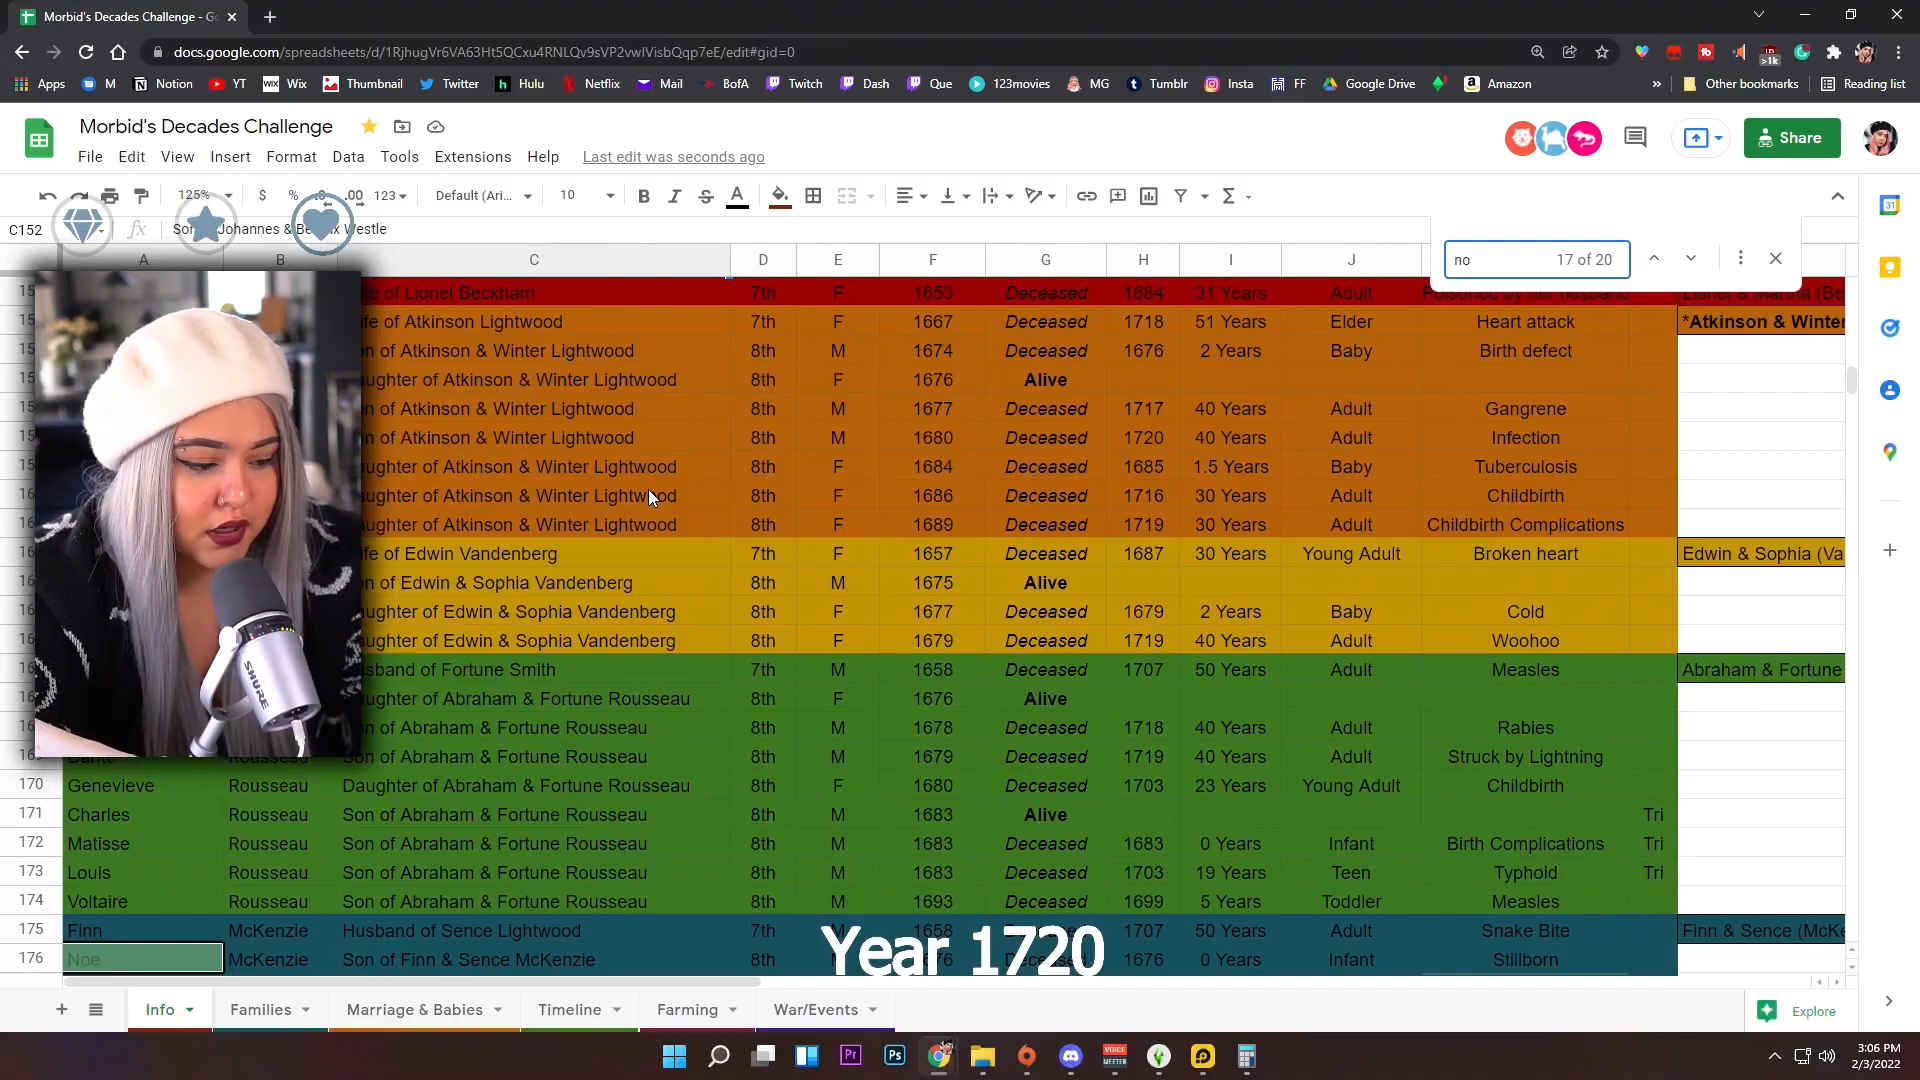 Morbid's Decades Challenge - Go
docs.google.com/spreadsheets/d/1RjhugVr6VA63Ht5QCxu4RNLQv9sVP2vwIVisbQqp7eE/edit#gid=0
Apps M Notion YT Wix Thumbnail Twitter Hulu Netflix Mail BofA Twitch Dash Que 123movies MG Tumblr Insta FF Google Drive Amazon » Other bookmarks Reading list
Morbid's Decades Challenge
Share
File Edit View Insert Format Data Tools Extensions Help Last edit was seconds ago
125% $ % .0 .00 123 Default (Ari... 10
C152 Johannes & Westle
no 17 of 20
A B C D E F G H I J
of Lionel Beckham 7th F 1653 Deceased 1684 31 Years Adult Poisoned by her husband
of Atkinson Lightwood 7th F 1667 Deceased 1718 51 Years Elder Heart attack *Atkinson & Winter
of Atkinson & Winter Lightwood 8th M 1674 Deceased 1676 2 Years Baby Birth defect
of Atkinson & Winter Lightwood 8th F 1676 Alive
of Atkinson & Winter Lightwood 8th M 1677 Deceased 1717 40 Years Adult Gangrene
of Atkinson & Winter Lightwood 8th M 1680 Deceased 1720 40 Years Adult Infection
of Atkinson & Winter Lightwood 8th F 1684 Deceased 1685 1.5 Years Baby Tuberculosis
of Atkinson & Winter Lightwood 8th F 1686 Deceased 1716 30 Years Adult Childbirth
of Atkinson & Winter Lightwood 8th F 1689 Deceased 1719 30 Years Adult Childbirth Complications
of Edwin Vandenberg 7th F 1657 Deceased 1687 30 Years Young Adult Broken heart Edwin & Sophia (Va
of Edwin & Sophia Vandenberg 8th M 1675 Alive
of Edwin & Sophia Vandenberg 8th F 1677 Deceased 1679 2 Years Baby Cold
of Edwin & Sophia Vandenberg 8th F 1679 Deceased 1719 40 Years Adult Woohoo
of Fortune Smith 7th M 1658 Deceased 1707 50 Years Adult Measles Abraham & Fortune
of Abraham & Fortune Rousseau 8th F 1676 Alive
of Abraham & Fortune Rousseau 8th M 1678 Deceased 1718 40 Years Adult Rabies
of Abraham & Fortune Rousseau 8th M 1679 Deceased 1719 40 Years Adult Struck by Lightning
170 Genevieve Rousseau Daughter of Abraham & Fortune Rousseau 8th F 1680 Deceased 1703 23 Years Young Adult Childbirth
171 Charles Rousseau Son of Abraham & Fortune Rousseau 8th M 1683 Alive Tri
172 Matisse Rousseau Son of Abraham & Fortune Rousseau 8th M 1683 Deceased 1683 0 Years Infant Birth Complications Tri
173 Louis Rousseau Son of Abraham & Fortune Rousseau 8th M 1683 Deceased 1703 19 Years Teen Typhoid Tri
174 Voltaire Rousseau Son of Abraham & Fortune Rousseau 8th M 1693 Deceased 1699 5 Years Toddler Measles
175 Finn McKenzie Husband of Sence Lightwood 7th 1658 1707 50 Years Adult Snake Bite Finn & Sence (McKe
176 Noe McKenzie Son of Finn & Sence McKenzie 8th 1676 0 Years Infant Stillborn
Year 1720
SHURE
Info Families Marriage & Babies Timeline Farming War/Events Explore
3:06 PM
2/3/2022